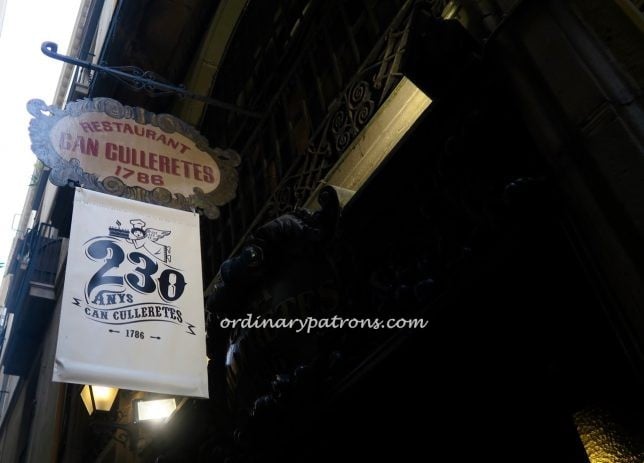 RESTAURANT
CAN CULLERETES
1786
230
ANYS
CAN CULLERETES
1786
ordinarypatrons.com